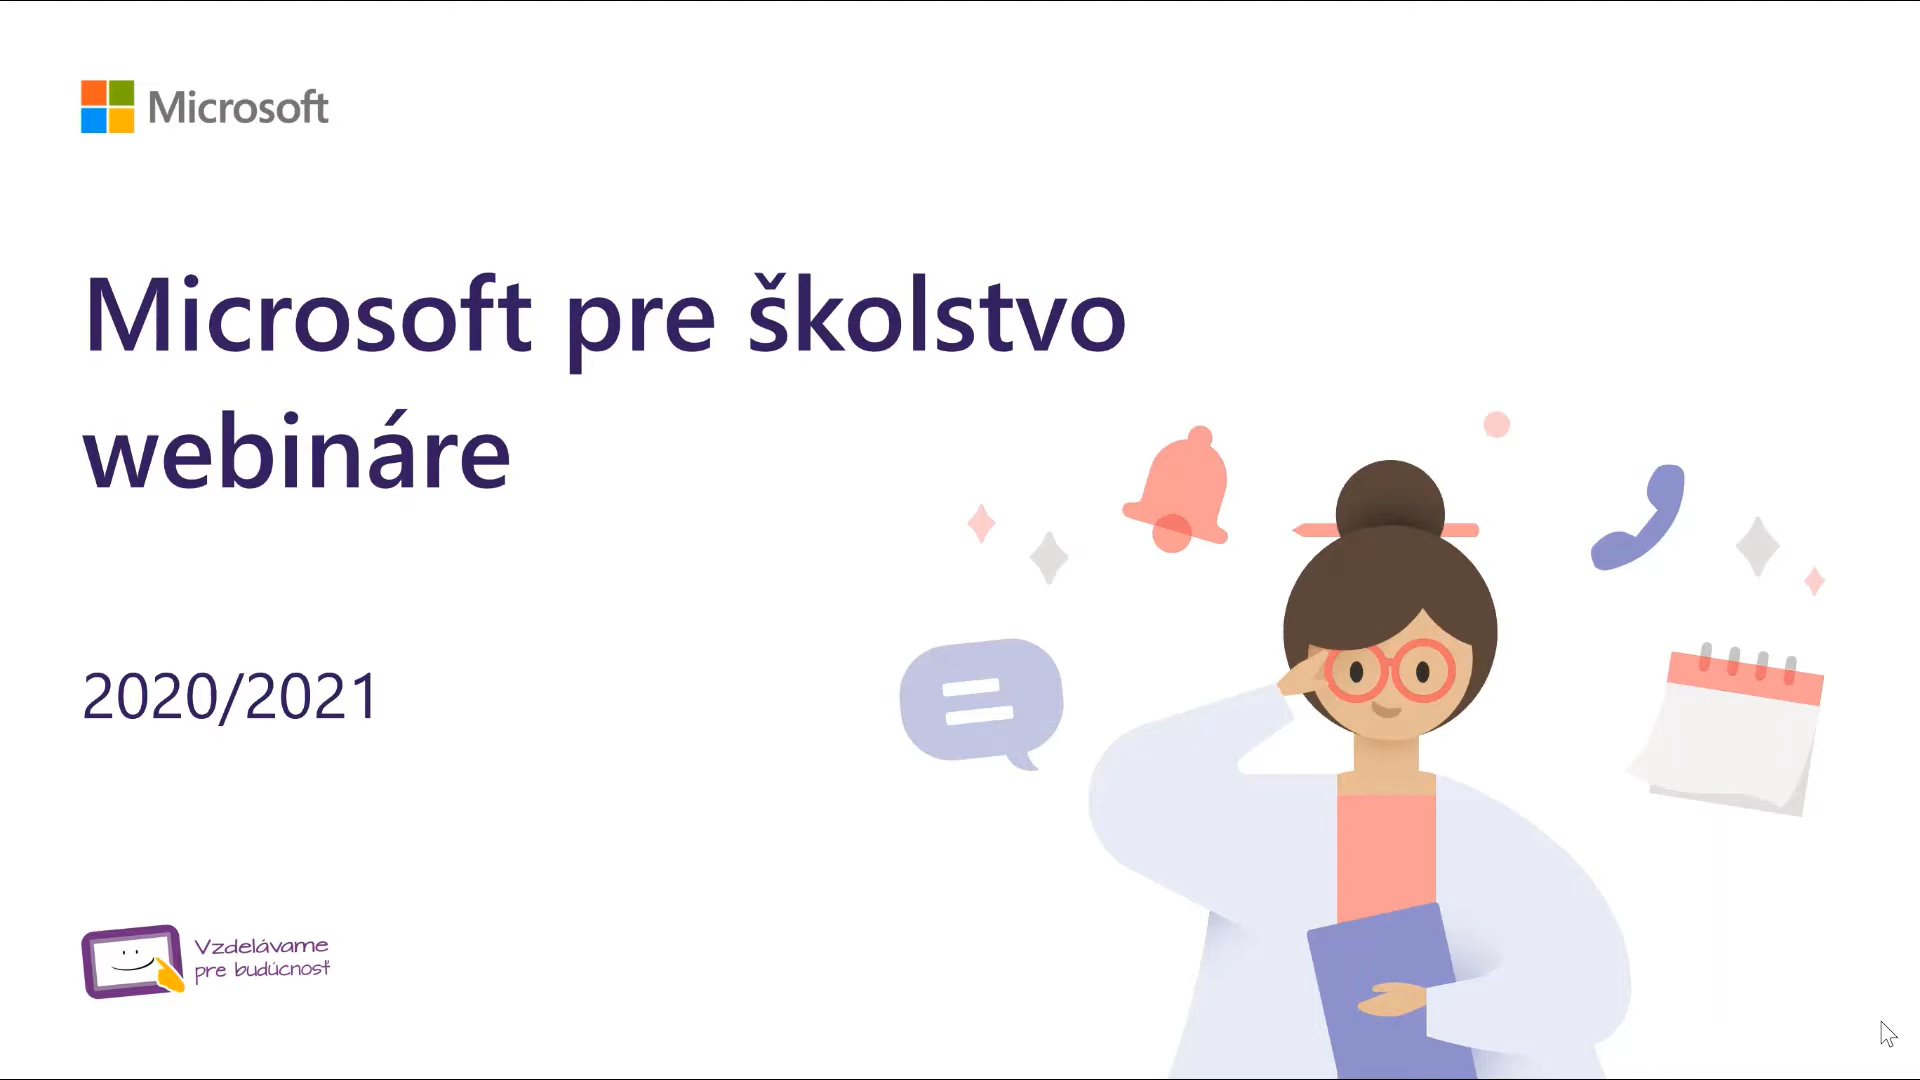 Microsoft
Microsoft pre školstvo
webináre
2020/2021
Vzdelávame
pre budúcnosť